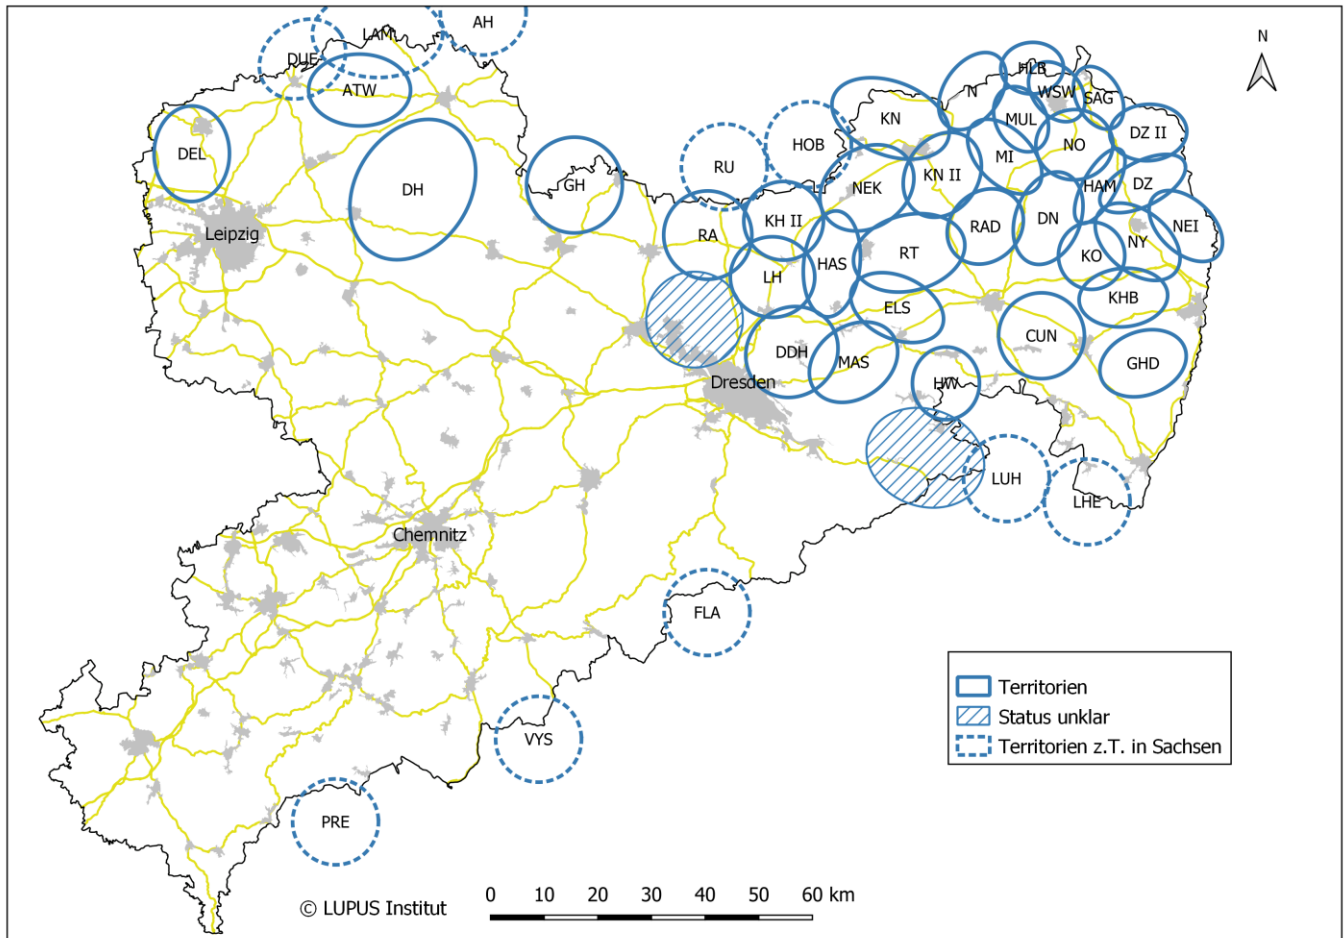 AH
LAM
N
DUE
HLB
ATW
N
WSW
SAG
KN
MUL
DZ II
DEL
HOB
NO
MI
RU
KN II
GH
DH
NEK
HAM
DZ
KH II
DN
RAD
NEI
Leipzig
RA
NY
RT
KO
HAS
LH
KHB
ELS
CUN
DDH
MAS
GHD
Dresden
HW
LUH
LHE
Chemnitz
FLA
Territorien
Status unklar
VYS
Territorien z.T. in Sachsen
PRE
0 10 20 30 40 50 60 km
© LUPUS Institut